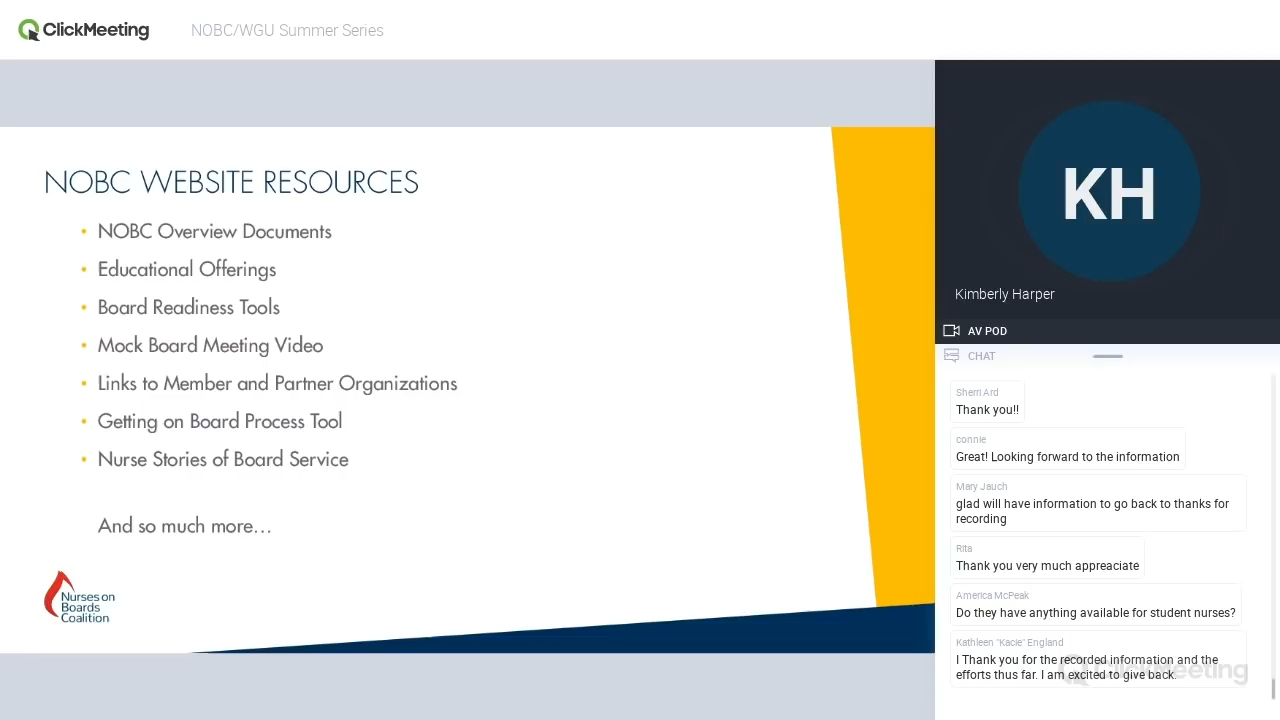 ClickMeeting
NOBC/WGU Summer Series
NOBC WEBSITE RESOURCES
• NOBC Overview Documents
• Educational Offerings
• Board Readiness Tools
• Mock Board Meeting Video
• Links to Member and Partner Organizations
• Getting on Board Process Tool
• Nurse Stories of Board Service
And so much more...
Nurses on
Boards
Coalition
KH
Kimberly Harper
AV POD
CHAT
Sherri Ard
Thank you!!
connie
Great! Looking forward to the information
Mary Jauch
glad will have information to go back to thanks for
recording
Rita
Thank you very much appreaciate
America McPeak
Do they have anything available for student nurses?
Kathleen "Kacie" England
I Thank you for the recorded information and the
efforts thus far. I am excited to give back.
ClickMeeting